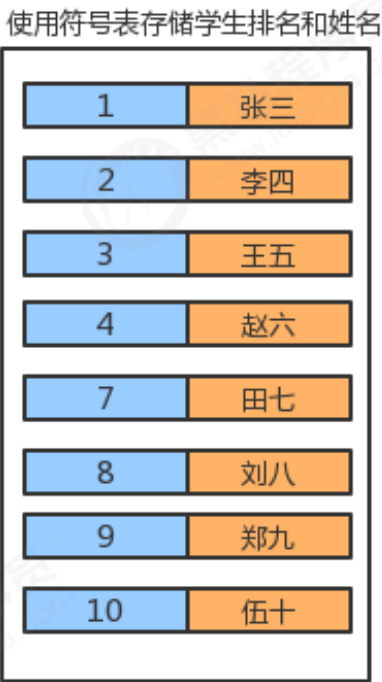 使用符号表存储学生排名和姓名
1 张三
2 李四
3 王五
4 赵六
7 田七
8 刘八
9 郑九
10 伍十